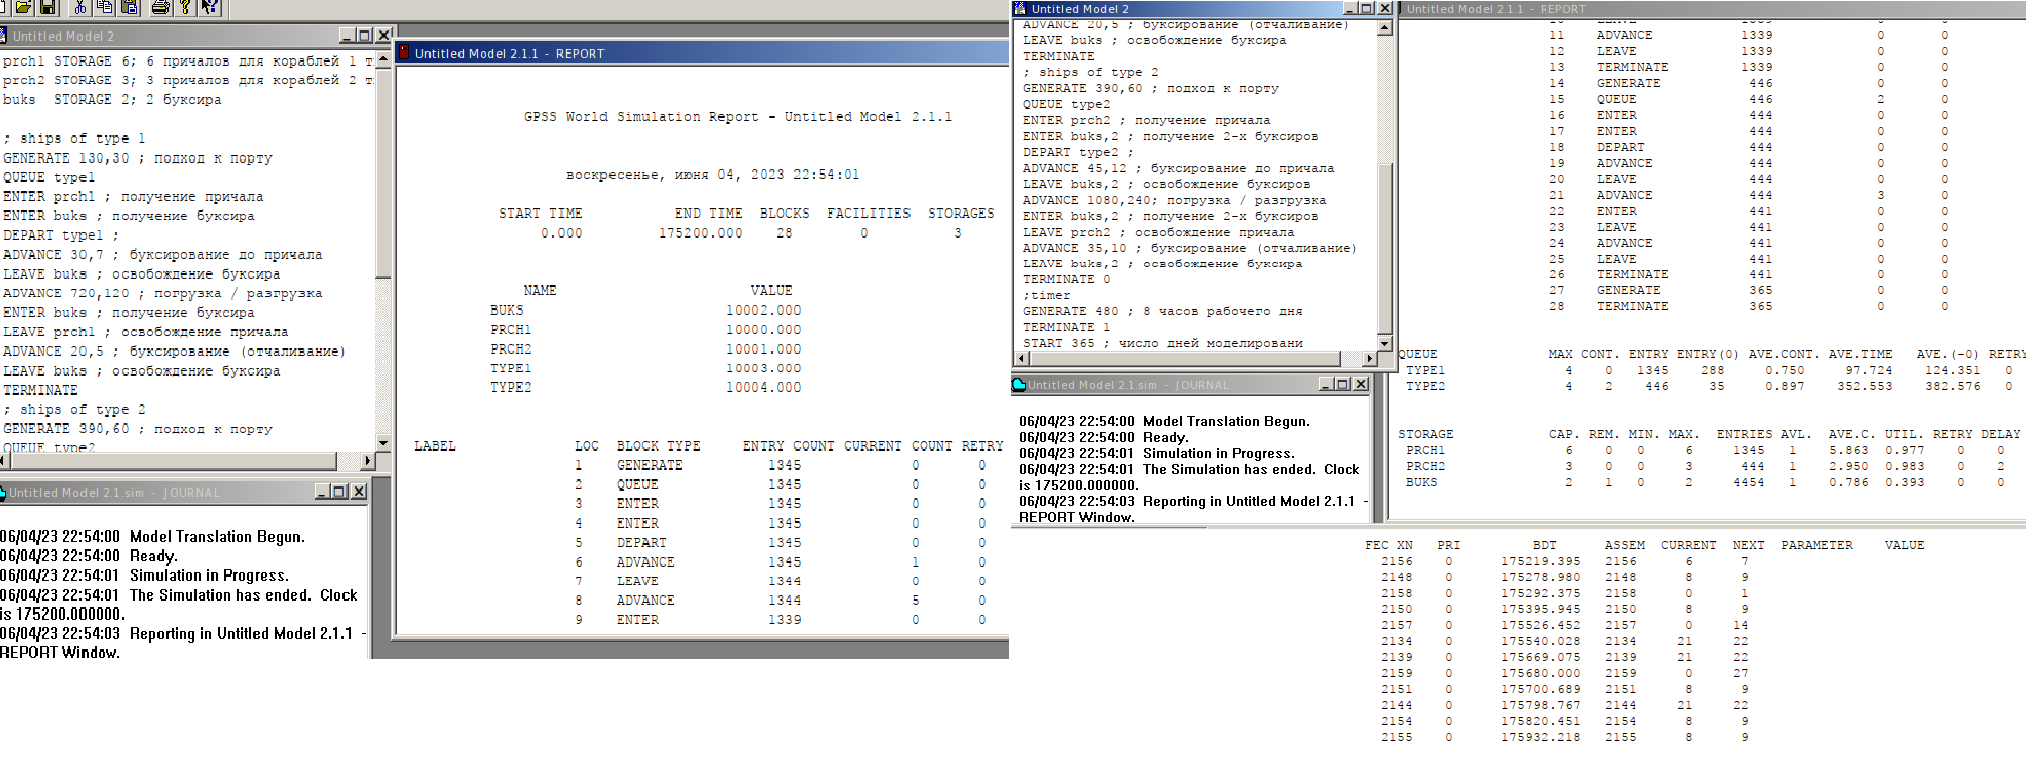 Untitled Model 2
prch1 STORAGE 6; 6 причалов для кораблей 1 т
prch2 STORAGE 3; 3 причалов для кораблей 2 т
buks  STORAGE 2; 2 буксира
; ships of type 1
GENERATE 130,30 ; подход к порту
QUEUE type1
ENTER prch1 ; получение причала
ENTER buks ; получение буксира
DEPART type1 ;
ADVANCE 30,7 ; буксирование до причала
LEAVE buks ; освобождение буксира
ADVANCE 720,120 ; погрузка / разгрузка
ENTER buks ; получение буксира
LEAVE prch1 ; освобождение причала
ADVANCE 20,5 ; буксирование (отчаливание)
LEAVE buks ; освобождение буксира
TERMINATE
; ships of type 2
GENERATE 390,60 ; подход к порту
QUEUE type2
Untitled Model 2.1.sim - JOURNAL
06/04/23 22:54:00 Model Translation Begun.
06/04/23 22:54:00 Ready.
06/04/23 22:54:01 Simulation in Progress.
06/04/23 22:54:01 The Simulation has ended. Clock
is 175200.000000.
06/04/23 22:54:03 Reporting in Untitled Model 2.1.1 -
REPORT Window.
Untitled Model 2.1.1 - REPORT
GPSS World Simulation Report - Untitled Model 2.1.1
воскресенье, июня 04, 2023 22:54:01
START TIME END TIME BLOCKS FACILITIES STORAGES
0.000 175200.000 28 0 3
NAME VALUE
BUKS 10002.000
PRCH1 10000.000
PRCH2 10001.000
TYPE1 10003.000
TYPE2 10004.000
LABEL LOC BLOCK TYPE ENTRY COUNT CURRENT COUNT RETRY
1 GENERATE 1345 0 0
2 QUEUE 1345 0 0
3 ENTER 1345 0 0
4 ENTER 1345 0 0
5 DEPART 1345 0 0
6 ADVANCE 1345 1 0
7 LEAVE 1344 0 0
8 ADVANCE 1344 5 0
9 ENTER 1339 0 0
Untitled Model 2
ADVANCE 20,5 ; буксирование (отчаливание)
LEAVE buks ; освобождение буксира
TERMINATE
; ships of type 2
GENERATE 390,60 ; подход к порту
QUEUE type2
ENTER prch2 ; получение причала
ENTER buks,2 ; получение 2-х буксиров
DEPART type2 ;
ADVANCE 45,12 ; буксирование до причала
LEAVE buks,2 ; освобождение буксиров
ADVANCE 1080,240; погрузка / разгрузка
ENTER buks,2 ; получение 2-х буксиров
LEAVE prch2 ; освобождение причала
ADVANCE 35,10 ; буксирование (отчаливание)
LEAVE buks,2 ; освобождение буксира
TERMINATE 0
;timer
GENERATE 480 ; 8 часов рабочего дня
TERMINATE 1
START 365 ; число дней моделировани
Untitled Model 2.1.sim - JOURNAL
06/04/23 22:54:00 Model Translation Begun.
06/04/23 22:54:00 Ready.
06/04/23 22:54:01 Simulation in Progress.
06/04/23 22:54:01 The Simulation has ended. Clock
is 175200.000000.
06/04/23 22:54:03 Reporting in Untitled Model 2.1.1 -
REPORT Window.
Untitled Model 2.1.1 - REPORT
10 LEAVE 1339 0 0
11 ADVANCE 1339 0 0
12 LEAVE 1339 0 0
13 TERMINATE 1339 0 0
14 GENERATE 446 0 0
15 QUEUE 446 2 0
16 ENTER 444 0 0
17 ENTER 444 0 0
18 DEPART 444 0 0
19 ADVANCE 444 0 0
20 LEAVE 444 0 0
21 ADVANCE 444 3 0
22 ENTER 441 0 0
23 LEAVE 441 0 0
24 ADVANCE 441 0 0
25 LEAVE 441 0 0
26 TERMINATE 441 0 0
27 GENERATE 365 0 0
28 TERMINATE 365 0 0
QUEUE MAX CONT. ENTRY ENTRY(0) AVE.CONT. AVE.TIME AVE.(-0) RETRY
TYPE1 4 0 1345 288 0.750 97.724 124.351 0
TYPE2 4 2 446 35 0.897 352.553 382.576 0
STORAGE CAP. REM. MIN. MAX. ENTRIES AVL. AVE.C. UTIL. RETRY DELAY
PRCH1 6 0 0 6 1345 1 5.863 0.977 0 0
PRCH2 3 0 0 3 444 1 2.950 0.983 0 2
BUKS 2 1 0 2 4454 1 0.786 0.393 0 0
FEC XN PRI BDT ASSEM CURRENT NEXT PARAMETER VALUE
2156 0 175219.395 2156 6 7
2148 0 175278.980 2148 8 9
2158 0 175292.375 2158 0 1
2150 0 175395.945 2150 8 9
2157 0 175526.452 2157 0 14
2134 0 175540.028 2134 21 22
2139 0 175669.075 2139 21 22
2159 0 175680.000 2159 0 27
2151 0 175700.689 2151 8 9
2144 0 175798.767 2144 21 22
2154 0 175820.451 2154 8 9
2155 0 175932.218 2155 8 9